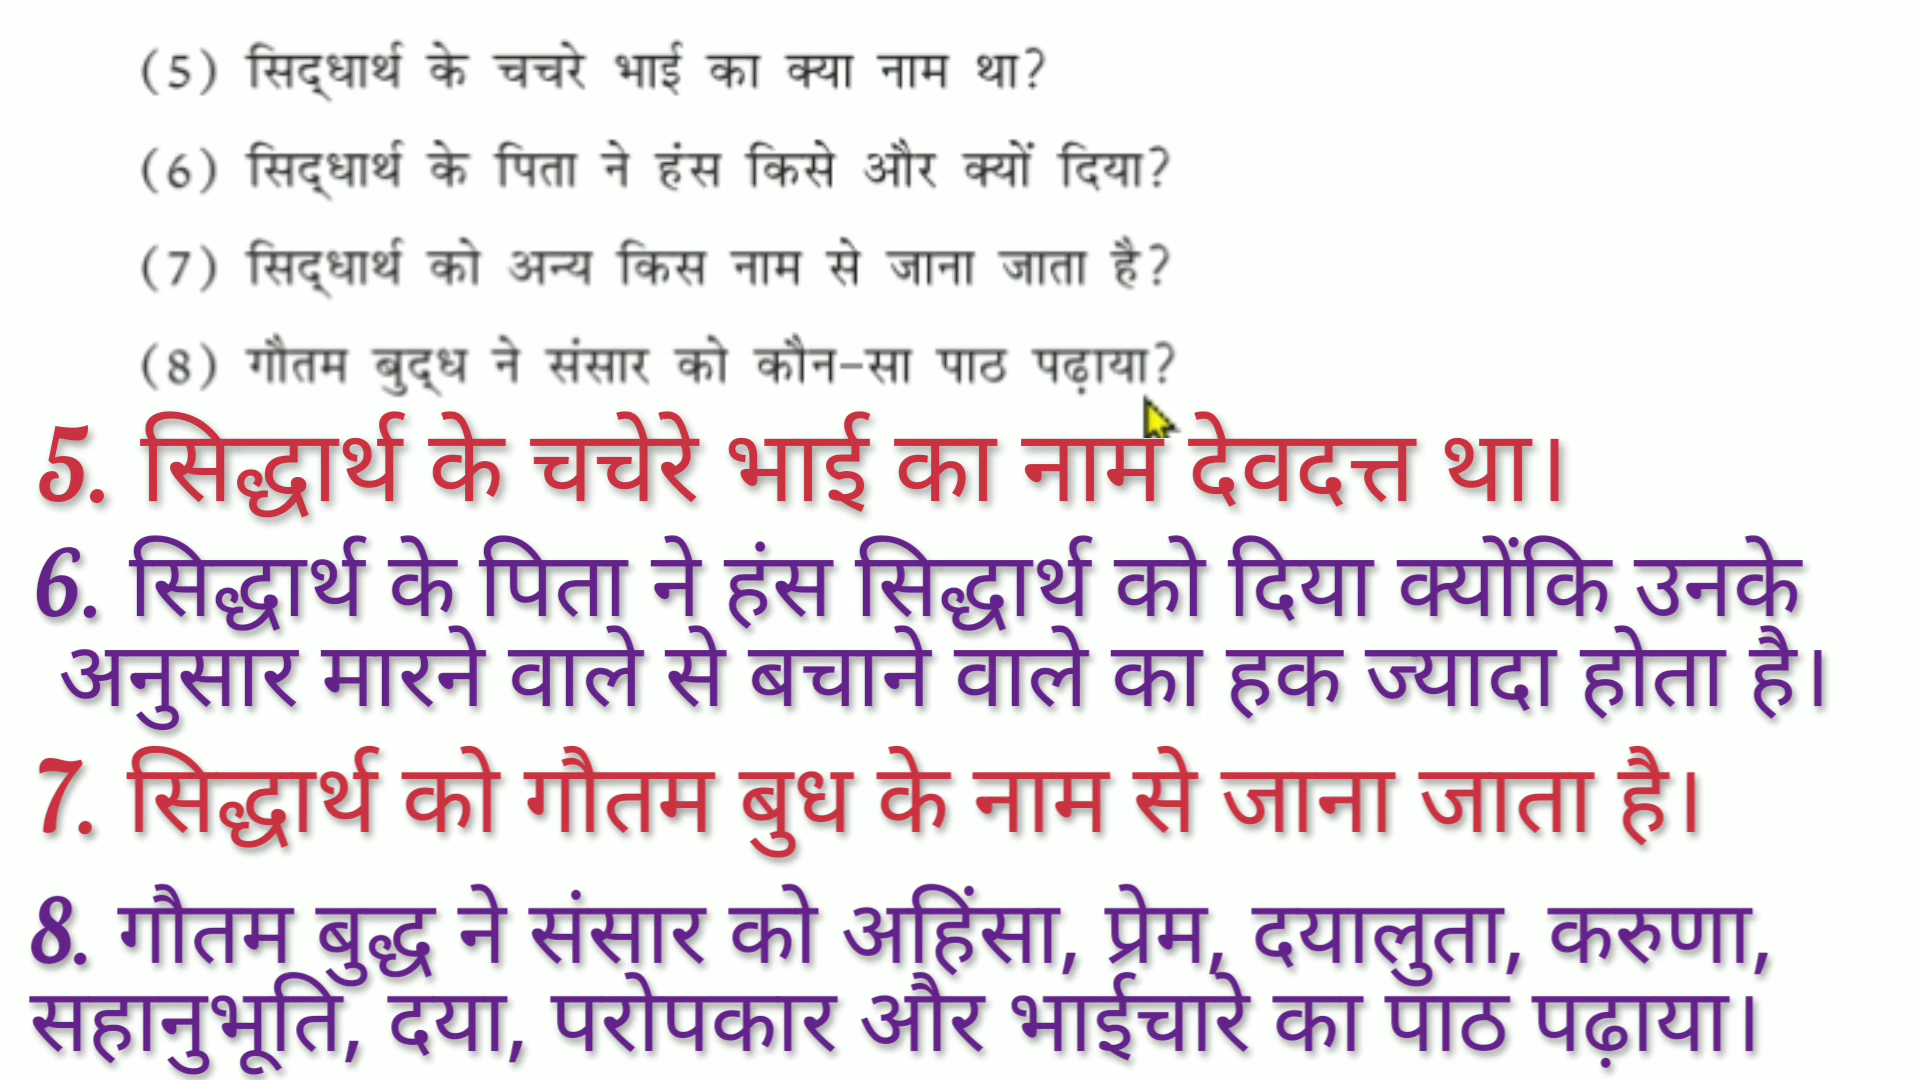 (5) सिद्‌धार्थ के चचरे भाई का क्या नाम था?
(6) सिद्‌धार्थ के पिता ने हंस किसे और क्यों दिया?
(7) सिद्‌धार्थ को अन्य किस नाम से जाना जाता है?
(8) गौतम बुद्‌ध ने संसार को कौन-सा पाठ पढ़ाया?
5. सिद्धार्थ के चचेरे भाई का नाम देवदत्त था।
6. सिद्धार्थ के पिता ने हंस सिद्धार्थ को दिया क्योंकि उनके
अनुसार मारने वाले से बचाने वाले का हक ज्यादा होता है।
7. सिद्धार्थ को गौतम बुध के नाम से जाना जाता है।
8. गौतम बुद्ध ने संसार को अहिंसा, प्रेम, दयालुता, करुणा,
सहानुभूति, दया, परोपकार और भाईचारे का पाठ पढ़ाया।